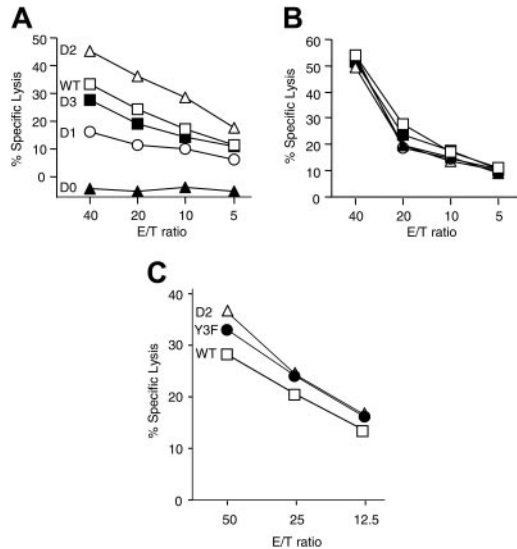 A
50
40
30
20
10
0
% Specific Lysis
D2
WT
D3
D1
D0
40 20 10 5
E/T ratio
B
60
50
40
30
20
10
0
% Specific Lysis
40 20 10 5
E/T ratio
C
40
30
20
10
0
% Specific Lysis
D2
Y3F
WT
50 25 12.5
E/T ratio